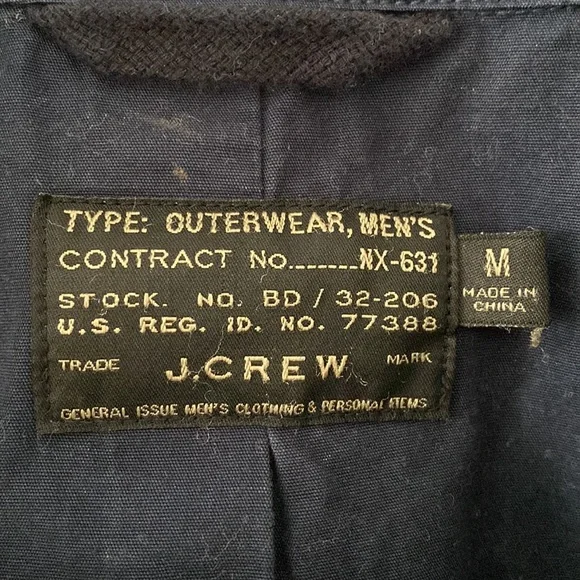 TYPE: OUTERWEAR, MEN'S
CONTRACT No.......NX-631
STOCK. NO. BD / 32-206
U.S. REG. ID. NO. 77388
TRADE J.CREW MARK
GENERAL ISSUE MEN'S CLOTHING & PERSONAL ITEMS
M
MADE IN
CHINA